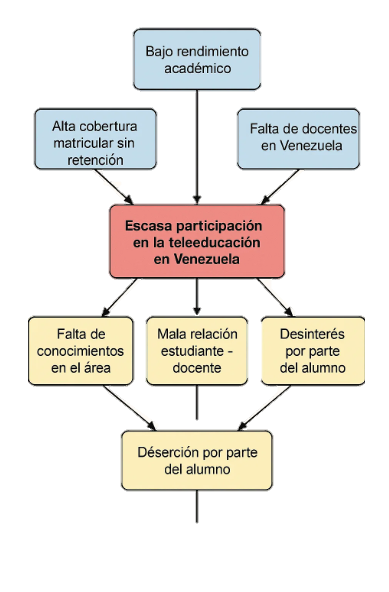 Bajo rendimiento
académico
Alta cobertura
matricular sin
retención
Falta de docentes
en Venezuela
Escasa participación
en la teleeducación
en Venezuela
Falta de
conocimientos
en el área
Mala relación
estudiante -
docente
Desinterés
por parte
del alumno
Déserción por parte
del alumno